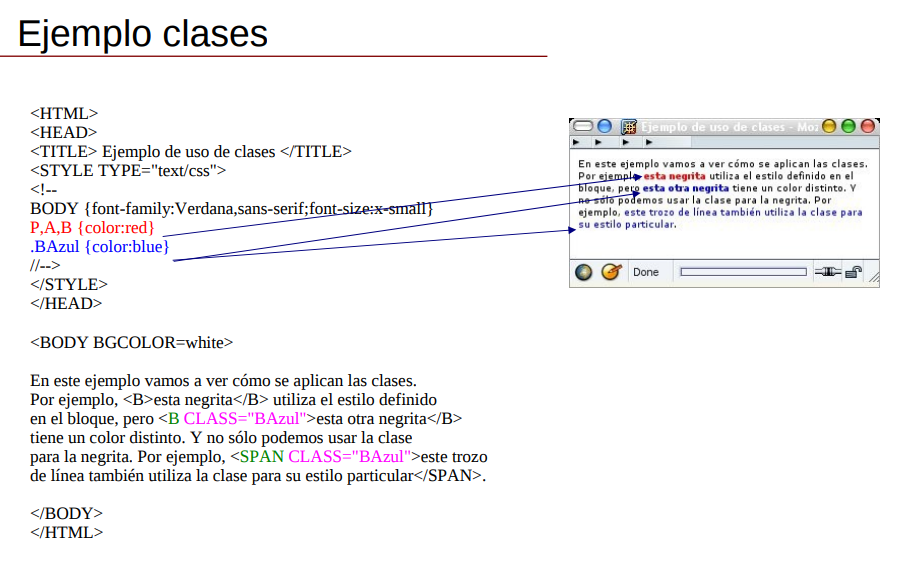 Ejemplo clases
<HTML>
<HEAD>
<TITLE> Ejemplo de uso de clases </TITLE>
<STYLE TYPE="text/css">
<!--
BODY {font-family:Verdana,sans-serif;font-size:x-small}
P,A,B {color:red}
.BAzul {color:blue}
//-->
</STYLE>
</HEAD>
<BODY BGCOLOR=white>
En este ejemplo vamos a ver cómo se aplican las clases.
Por ejemplo, <B>esta negrita</B> utiliza el estilo definido
en el bloque, pero <B CLASS="BAzul">esta otra negrita</B>
tiene un color distinto. Y no sólo podemos usar la clase
para la negrita. Por ejemplo, <SPAN CLASS="BAzul">este trozo
de línea también utiliza la clase para su estilo particular</SPAN>.
</BODY>
</HTML>
Ejemplo de uso de clases - Moz
En este ejemplo vamos a ver cómo se aplican las clases.
Por ejemplo esta negrita utiliza el estilo definido en el
bloque, pero esta otra negrita tiene un color distinto. Y
no sólo podemos usar la clase para la negrita. Por
ejemplo, este trozo de línea también utiliza la clase para
su estilo particular.
Done